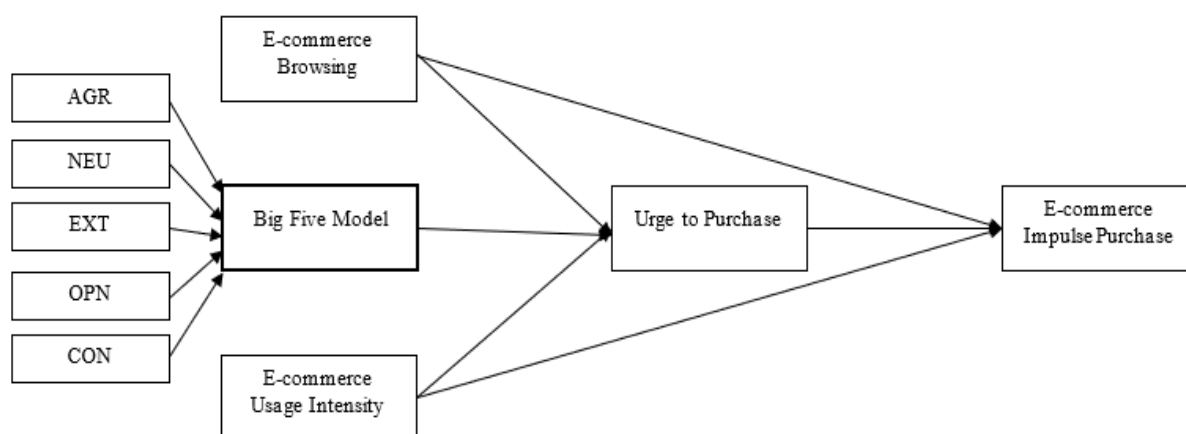 E-commerce
Browsing
AGR
NEU
EXT
OPN
CON
Big Five Model
E-commerce
Usage Intensity
Urge to Purchase
E-commerce
Impulse Purchase